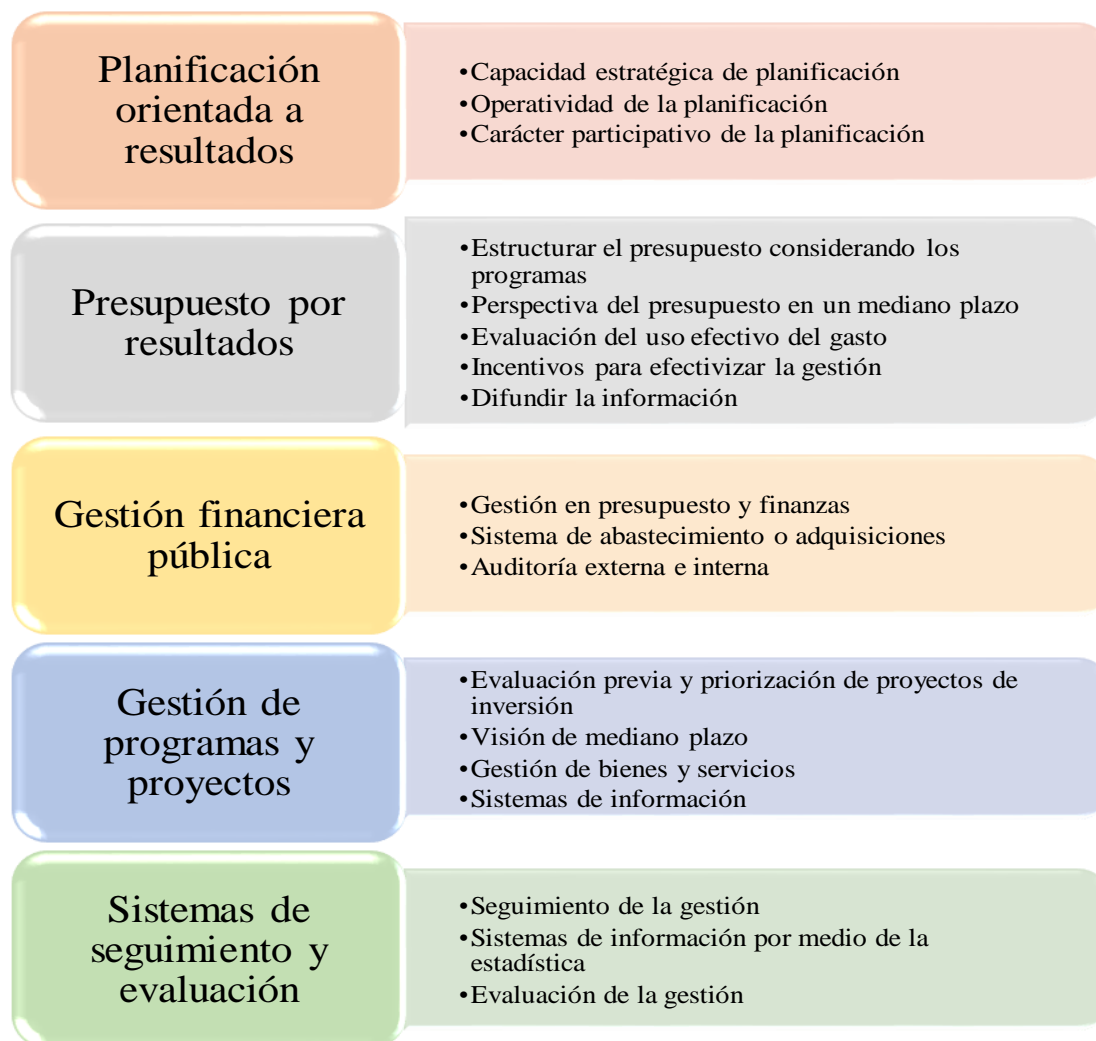 Planificación
orientada a
resultados
•Capacidad estratégica de planificación
•Operatividad de la planificación
•Carácter participativo de la planificación
Presupuesto por
resultados
•Estructurar el presupuesto considerando los
programas
•Perspectiva del presupuesto en un mediano plazo
•Evaluación del uso efectivo del gasto
•Incentivos para efectivizar la gestión
•Difundir la información
Gestión financiera
pública
•Gestión en presupuesto y finanzas
•Sistema de abastecimiento o adquisiciones
•Auditoría externa e interna
Gestión de
programas y
proyectos
•Evaluación previa y priorización de proyectos de
inversión
•Visión de mediano plazo
•Gestión de bienes y servicios
•Sistemas de información
Sistemas de
seguimiento y
evaluación
•Seguimiento de la gestión
•Sistemas de información por medio de la
estadística
•Evaluación de la gestión